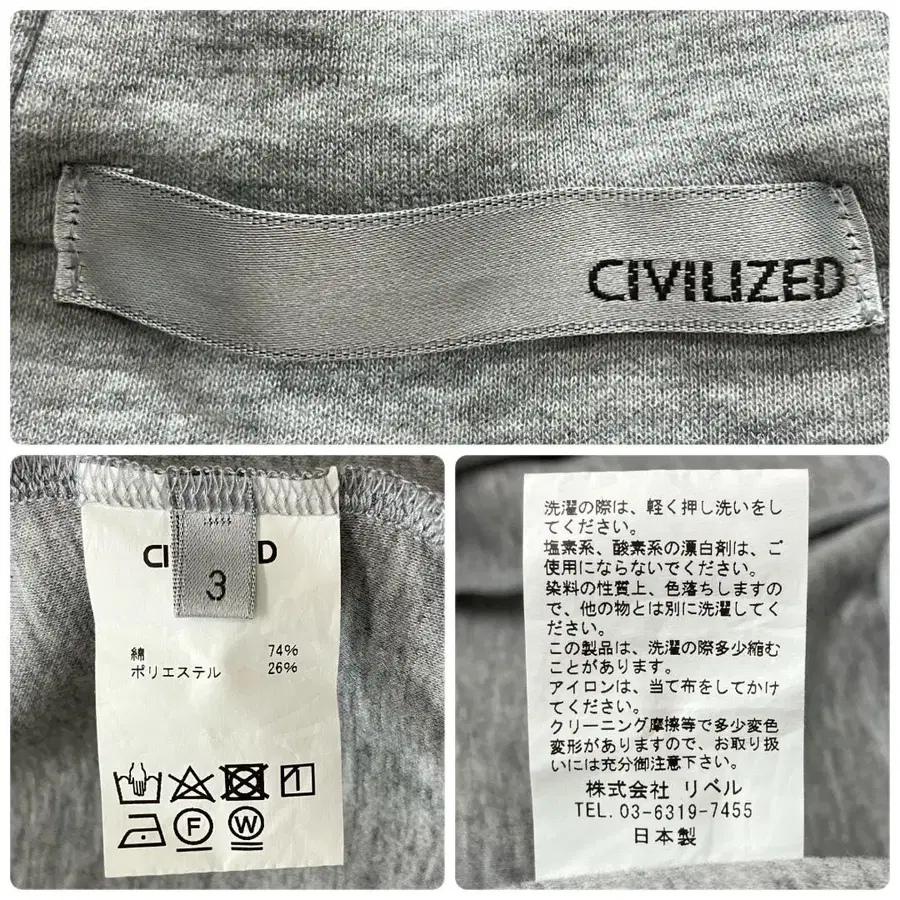 CIVILIZED
3
綿 74%
ポリエステル 26%
F
W
洗濯の際は、軽く押し洗いをし
てください。
塩素系、酸素系の漂白剤は、ご
使用にならないでください。
染料の性質上、色落ちしますの
で、他の物とは別に洗濯してく
ださい。
この製品は、洗濯の際多少縮む
ことがあります。
アイロンは、当て布をしてかけ
てください。
クリーニング摩擦等で多少変色
変形がありますので、お取り扱
いには充分御注意下さい。
株式会社 リベル
TEL.03-6319-7455
日本製